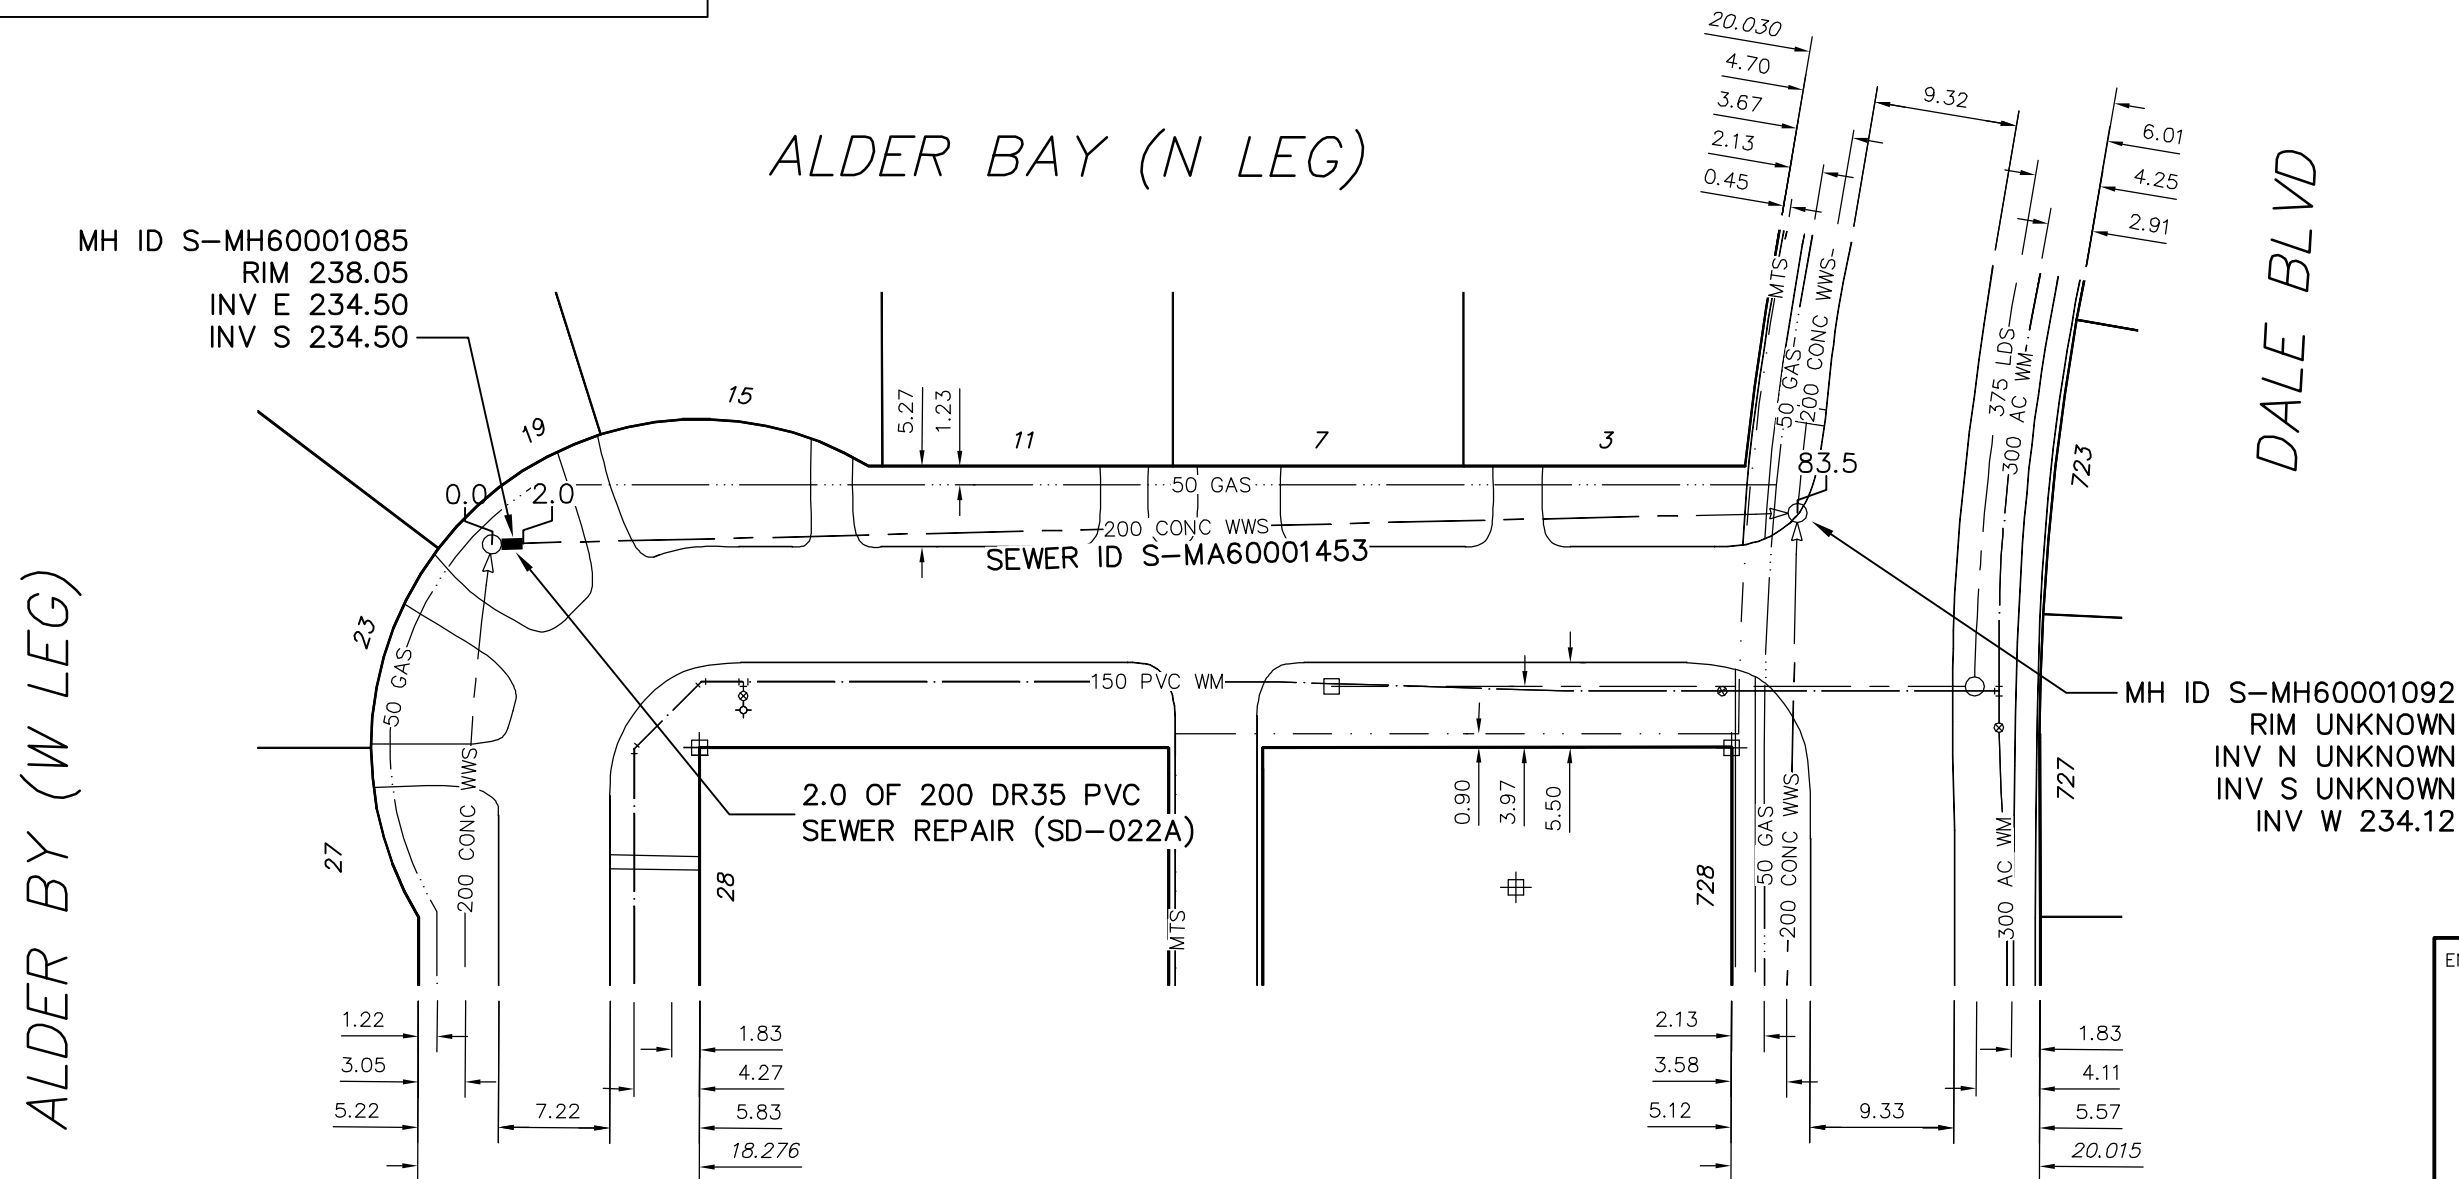 20.030
4.70
3.67
2.13
0.45
9.32
6.01
4.25
2.91
ALDER BAY (N LEG)
DALE BLVD
MH ID S-MH60001085
RIM 238.05
INV E 234.50
INV S 234.50
MTS
50 GAS
200 CONC WWS
375 LDS
300 AC WM
15
19
5.27
1.23
11
7
3
83.5
723
0.0
2.0
50 GAS
200 CONC WWS
SEWER ID S-MA60001453
ALDER BY (W LEG)
23
50 GAS
150 PVC WM
MH ID S-MH60001092
RIM UNKNOWN
INV N UNKNOWN
INV S UNKNOWN
INV W 234.12
200 CONC WWS
2.0 OF 200 DR35 PVC
SEWER REPAIR (SD-022A)
0.90
3.97
5.50
727
27
28
728
MTS
50 GAS
200 CONC WWS
300 AC WM
1.22
3.05
5.22
7.22
1.83
4.27
5.83
18.276
2.13
3.58
5.12
9.33
1.83
4.11
5.57
20.015